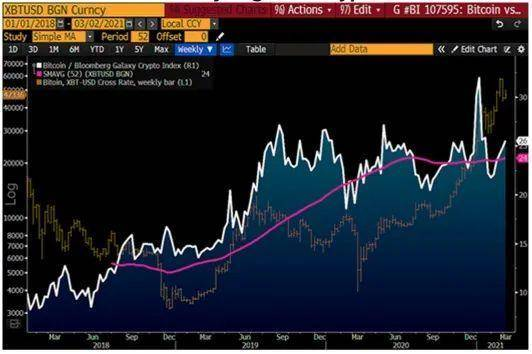 XBTUSD BGN Curncy
Suggested Charts
96) Actions
97) Edit
G #BI 107595: Bitcoin vs
01/01/2018
03/02/2021
Local CCY
Study
Simple MA
Period
52
Offset
0
1D 3D 1M 6M YTD 1Y 5Y Max Weekly
Table
Add Data
Edit Chart
Bitcoin / Bloomberg Galaxy Crypto Index (R1)
SMAVG (52) (XBTUSD BGN) 24
Bitcoin, XBT-USD Cross Rate, weekly bar (L1)
70000
60000
47336
30000
20000
10000
9000
8000
7000
6000
5000
4000
3000
Log
30
26
25
24
20
15
10
Mar Jun Sep Dec Mar Jun Sep Dec Mar Jun Sep Dec Mar
2018 2019 2020 2021